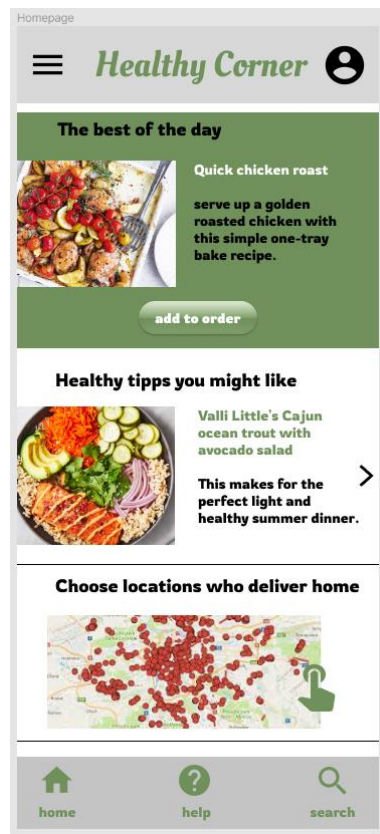 Homepage
Healthy Corner
The best of the day
Quick chicken roast
serve up a golden
roasted chicken with
this simple one-tray
bake recipe.
add to order
Healthy tipps you might like
Valli Little's Cajun
ocean trout with
avocado salad
This makes for the
perfect light and
healthy summer dinner.
Choose locations who deliver home
home
help
search